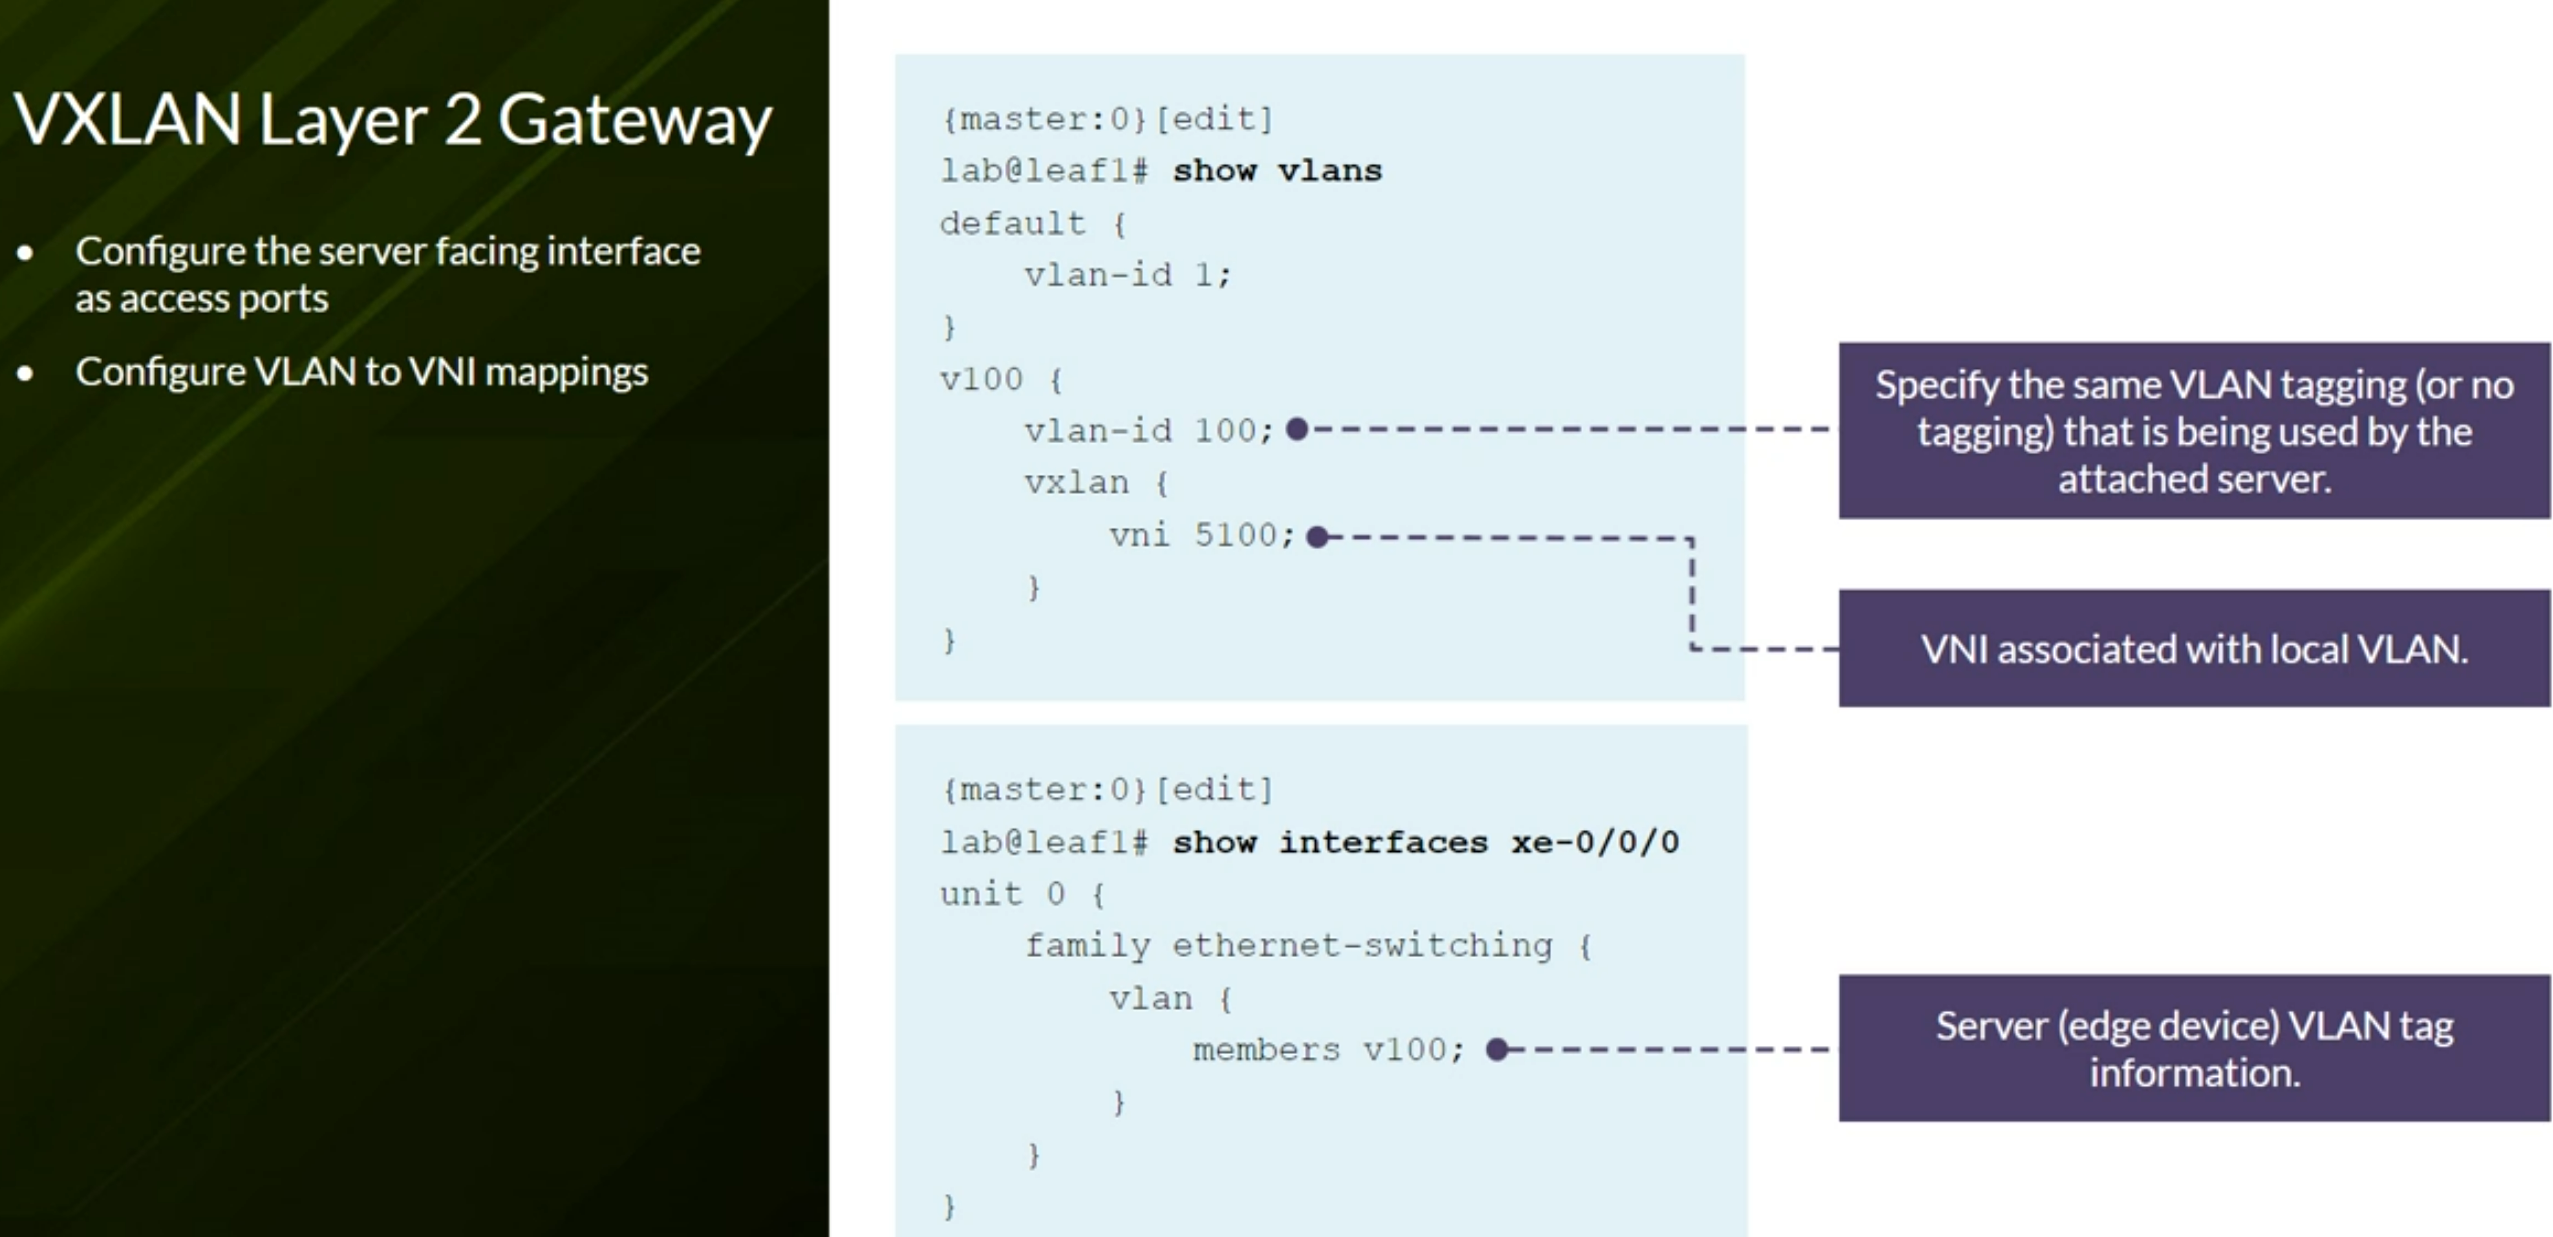 VXLAN Layer 2 Gateway
• Configure the server facing interface
as access ports
• Configure VLAN to VNI mappings
{master:0}[edit]
lab@leaf1# show vlans
default {
    vlan-id 1;
}
v100 {
    vlan-id 100;
    vxlan {
        vni 5100;
    }
}
Specify the same VLAN tagging (or no
tagging) that is being used by the
attached server.
VNI associated with local VLAN.
{master:0}[edit]
lab@leaf1# show interfaces xe-0/0/0
unit 0 {
    family ethernet-switching {
        vlan {
            members v100;
        }
    }
}
Server (edge device) VLAN tag
information.